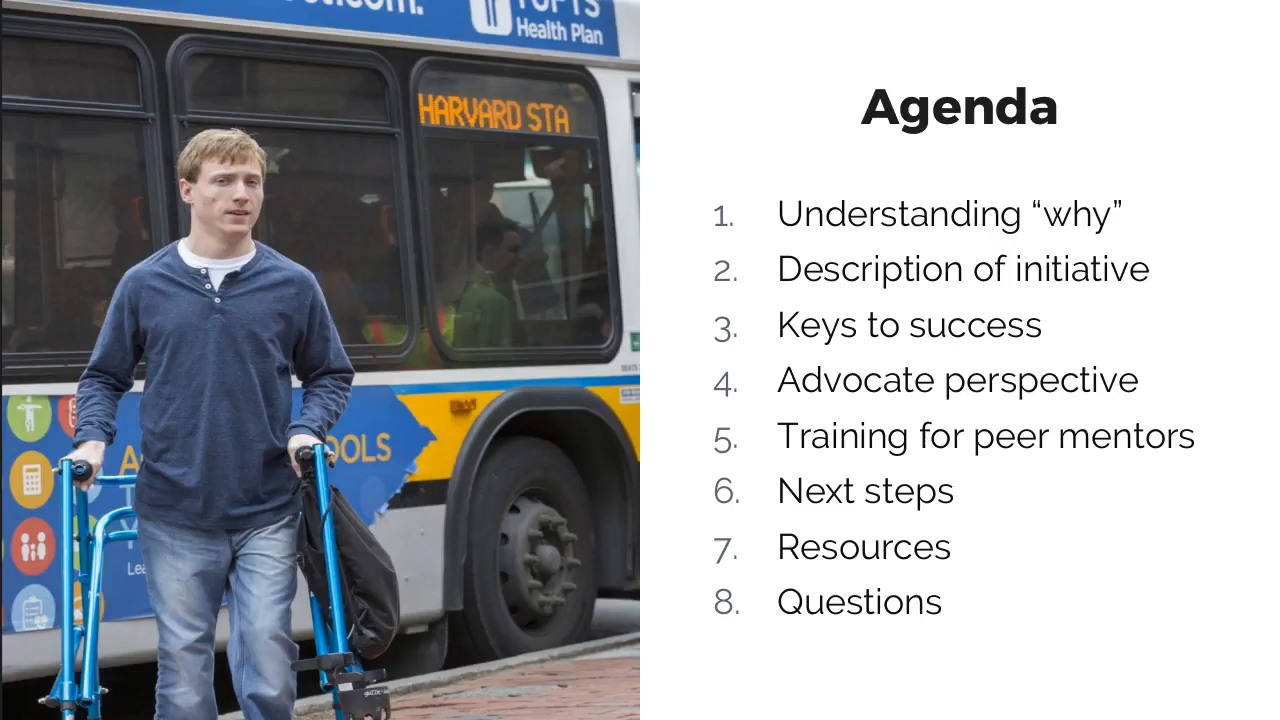 TUFTS
Health Plan
HARVARD STA
OOLS
Agenda
1. Understanding “why”
2. Description of initiative
3. Keys to success
4. Advocate perspective
5. Training for peer mentors
6. Next steps
7. Resources
8. Questions